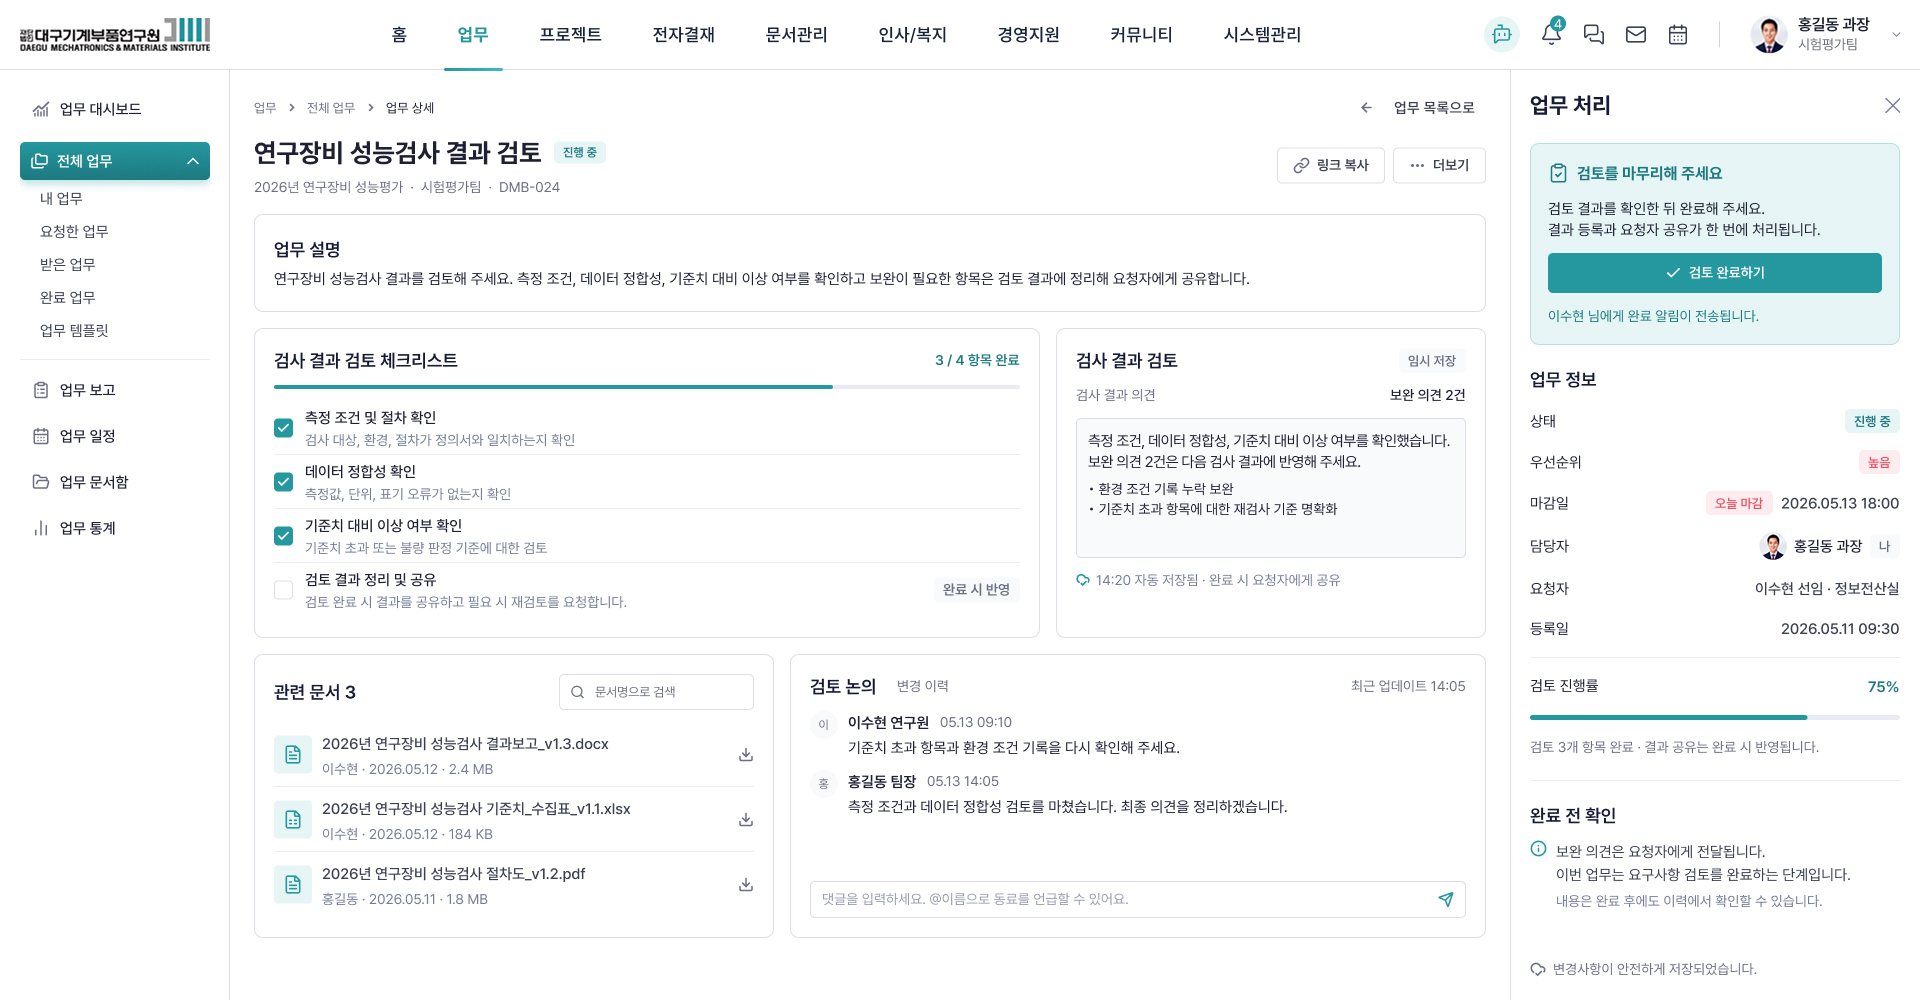 대구기계부품연구원
DAEGU MECHATRONICS & MATERIALS INSTITUTE
홈
업무
프로젝트
전자결재
문서관리
인사/복지
경영지원
커뮤니티
시스템관리
4
홍길동 과장
시험평가팀
업무 대시보드
전체 업무
내 업무
요청한 업무
받은 업무
완료 업무
업무 템플릿
업무 보고
업무 일정
업무 문서함
업무 통계
업무 > 전체 업무 > 업무 상세
업무 목록으로
연구장비 성능검사 결과 검토 진행 중
2026년 연구장비 성능평가 · 시험평가팀 · DMB-024
링크 복사
더보기
업무 설명
연구장비 성능검사 결과를 검토해 주세요. 측정 조건, 데이터 정합성, 기준치 대비 이상 여부를 확인하고 보완이 필요한 항목은 검토 결과에 정리해 요청자에게 공유합니다.
검사 결과 검토 체크리스트
3 / 4 항목 완료
측정 조건 및 절차 확인
검사 대상, 환경, 절차가 정의서와 일치하는지 확인
데이터 정합성 확인
측정값, 단위, 표기 오류가 없는지 확인
기준치 대비 이상 여부 확인
기준치 초과 또는 불량 판정 기준에 대한 검토
검토 결과 정리 및 공유
검토 완료 시 결과를 공유하고 필요 시 재검토를 요청합니다.
완료 시 반영
검사 결과 검토
임시 저장
검사 결과 의견
보완 의견 2건
측정 조건, 데이터 정합성, 기준치 대비 이상 여부를 확인했습니다.
보완 의견 2건은 다음 검사 결과에 반영해 주세요.
• 환경 조건 기록 누락 보완
• 기준치 초과 항목에 대한 재검사 기준 명확화
14:20 자동 저장됨 · 완료 시 요청자에게 공유
관련 문서 3
문서명으로 검색
2026년 연구장비 성능검사 결과보고_v1.3.docx
이수현 · 2026.05.12 · 2.4 MB
2026년 연구장비 성능검사 기준치_수집표_v1.1.xlsx
이수현 · 2026.05.12 · 184 KB
2026년 연구장비 성능검사 절차도_v1.2.pdf
홍길동 · 2026.05.11 · 1.8 MB
검토 논의
변경 이력
최근 업데이트 14:05
이
이수현 연구원 05.13 09:10
기준치 초과 항목과 환경 조건 기록을 다시 확인해 주세요.
홍
홍길동 팀장 05.13 14:05
측정 조건과 데이터 정합성 검토를 마쳤습니다. 최종 의견을 정리하겠습니다.
댓글을 입력하세요. @이름으로 동료를 언급할 수 있어요.
업무 처리
검토를 마무리해 주세요
검토 결과를 확인한 뒤 완료해 주세요.
결과 등록과 요청자 공유가 한 번에 처리됩니다.
검토 완료하기
이수현 님에게 완료 알림이 전송됩니다.
업무 정보
상태
진행 중
우선순위
높음
마감일
오늘 마감 2026.05.13 18:00
담당자
홍길동 과장 나
요청자
이수현 선임 · 정보전산실
등록일
2026.05.11 09:30
검토 진행률
75%
검토 3개 항목 완료 · 결과 공유는 완료 시 반영됩니다.
완료 전 확인
보완 의견은 요청자에게 전달됩니다.
이번 업무는 요구사항 검토를 완료하는 단계입니다.
내용은 완료 후에도 이력에서 확인할 수 있습니다.
변경사항이 안전하게 저장되었습니다.